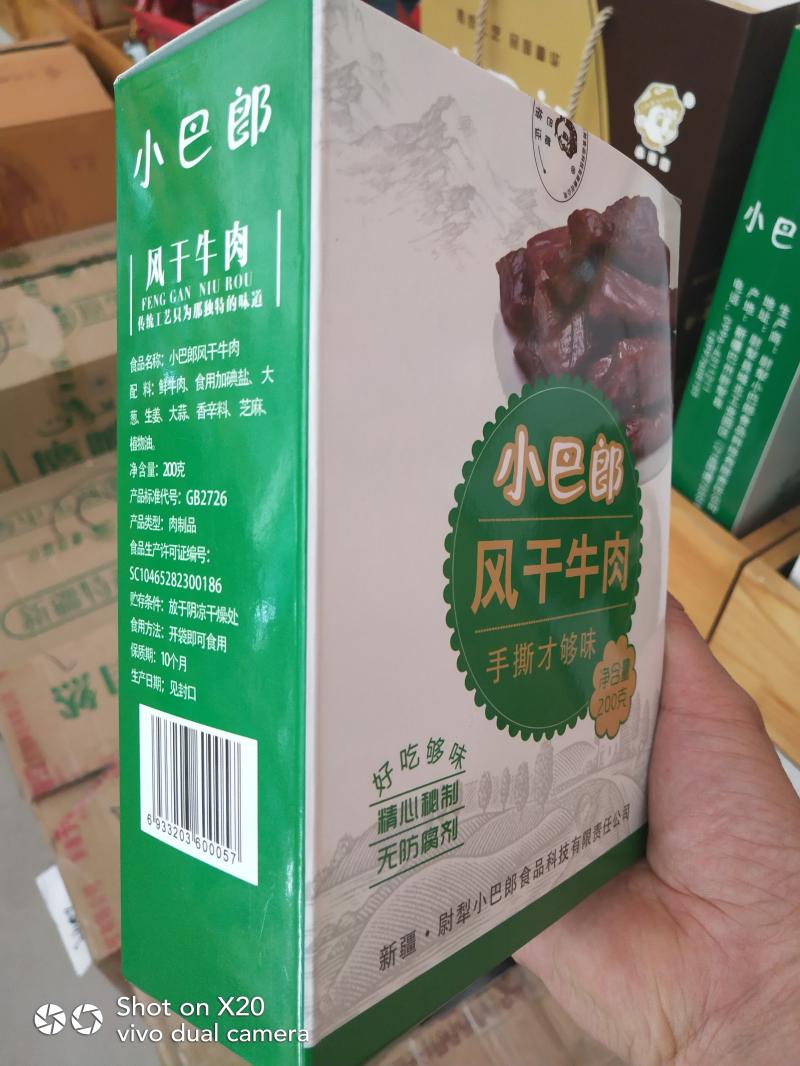 小巴郎
风干牛肉
FENG GAN NIU ROU
传统工艺只为那独特的味道
食品名称：小巴郎风干牛肉
配 料：鲜牛肉、食用加碘盐、大
葱、生姜、大蒜、香辛料、芝麻、
植物油。
净含量：200克
产品标准代号：GB2726
产品类型：肉制品
食品生产许可证编号：
SC10465282300186
贮存条件：放于阴凉干燥处
食用方法：开袋即可食用
保质期：10个月
生产日期：见封口
6 933203 600057
小巴郎
风干牛肉
手撕才够味
净含量
200克
好吃够味
精心秘制
无防腐剂
新疆·尉犁小巴郎食品科技有限责任公司
小巴
Shot on X20
vivo dual camera